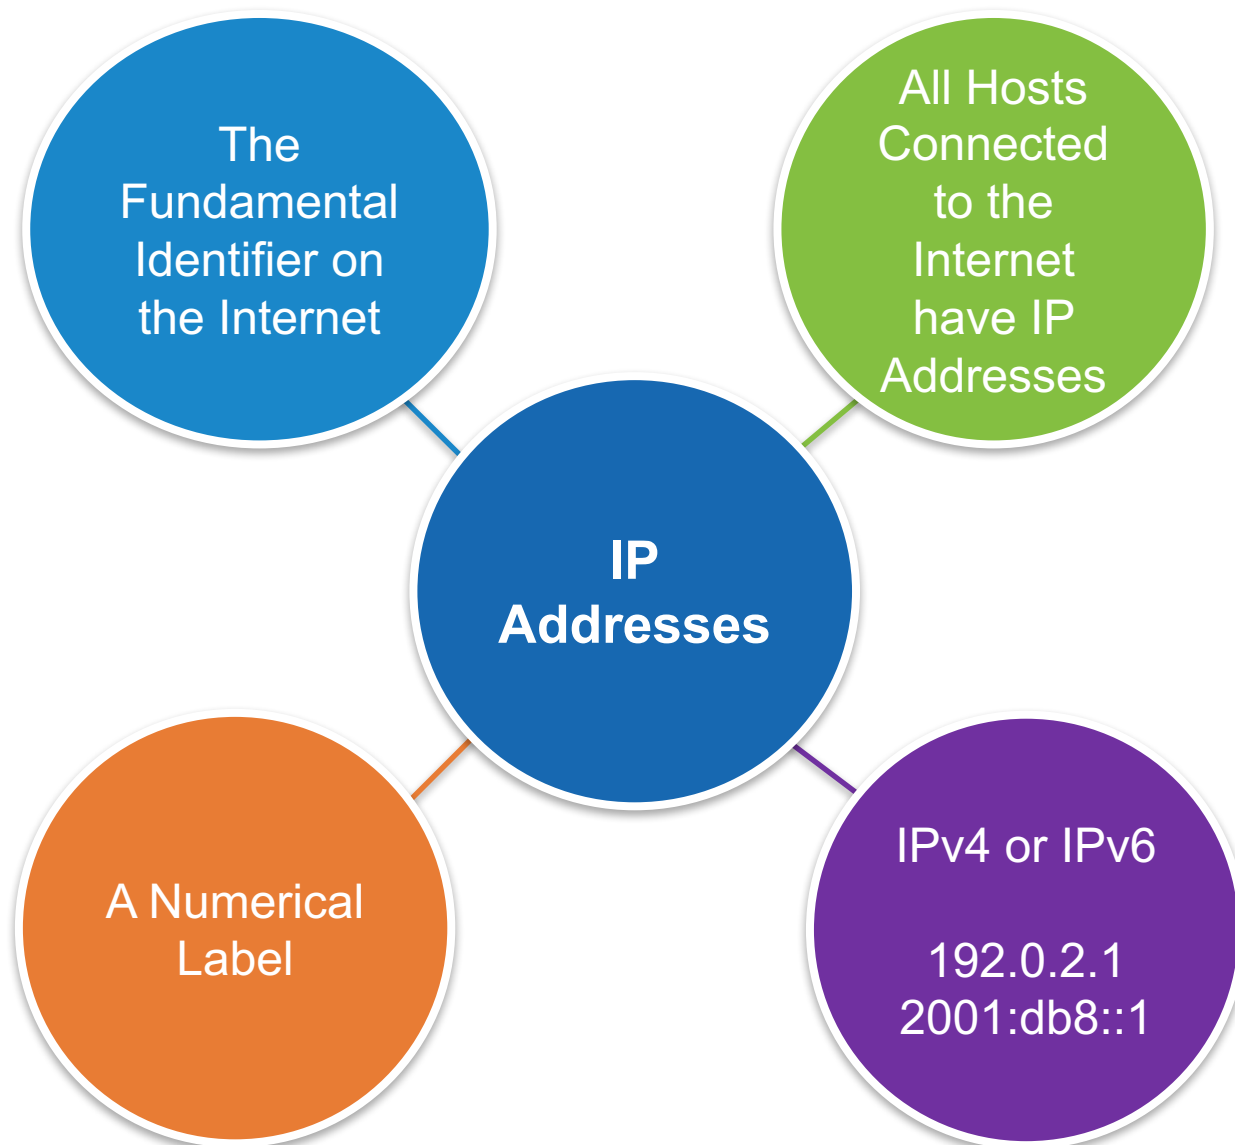 The
Fundamental
Identifier on
the Internet
All Hosts
Connected
to the
Internet
have IP
Addresses
IP
Addresses
A Numerical
Label
IPv4 or IPv6
192.0.2.1
2001:db8::1